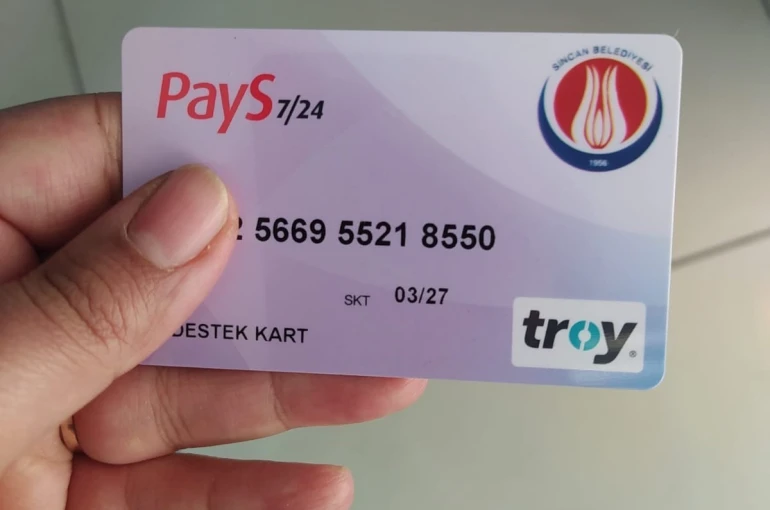 PayS 7/24
SİNCAN BELEDİYESİ
1956
2 5669 5521 8550
SKT 03/27
DESTEK KART
troy